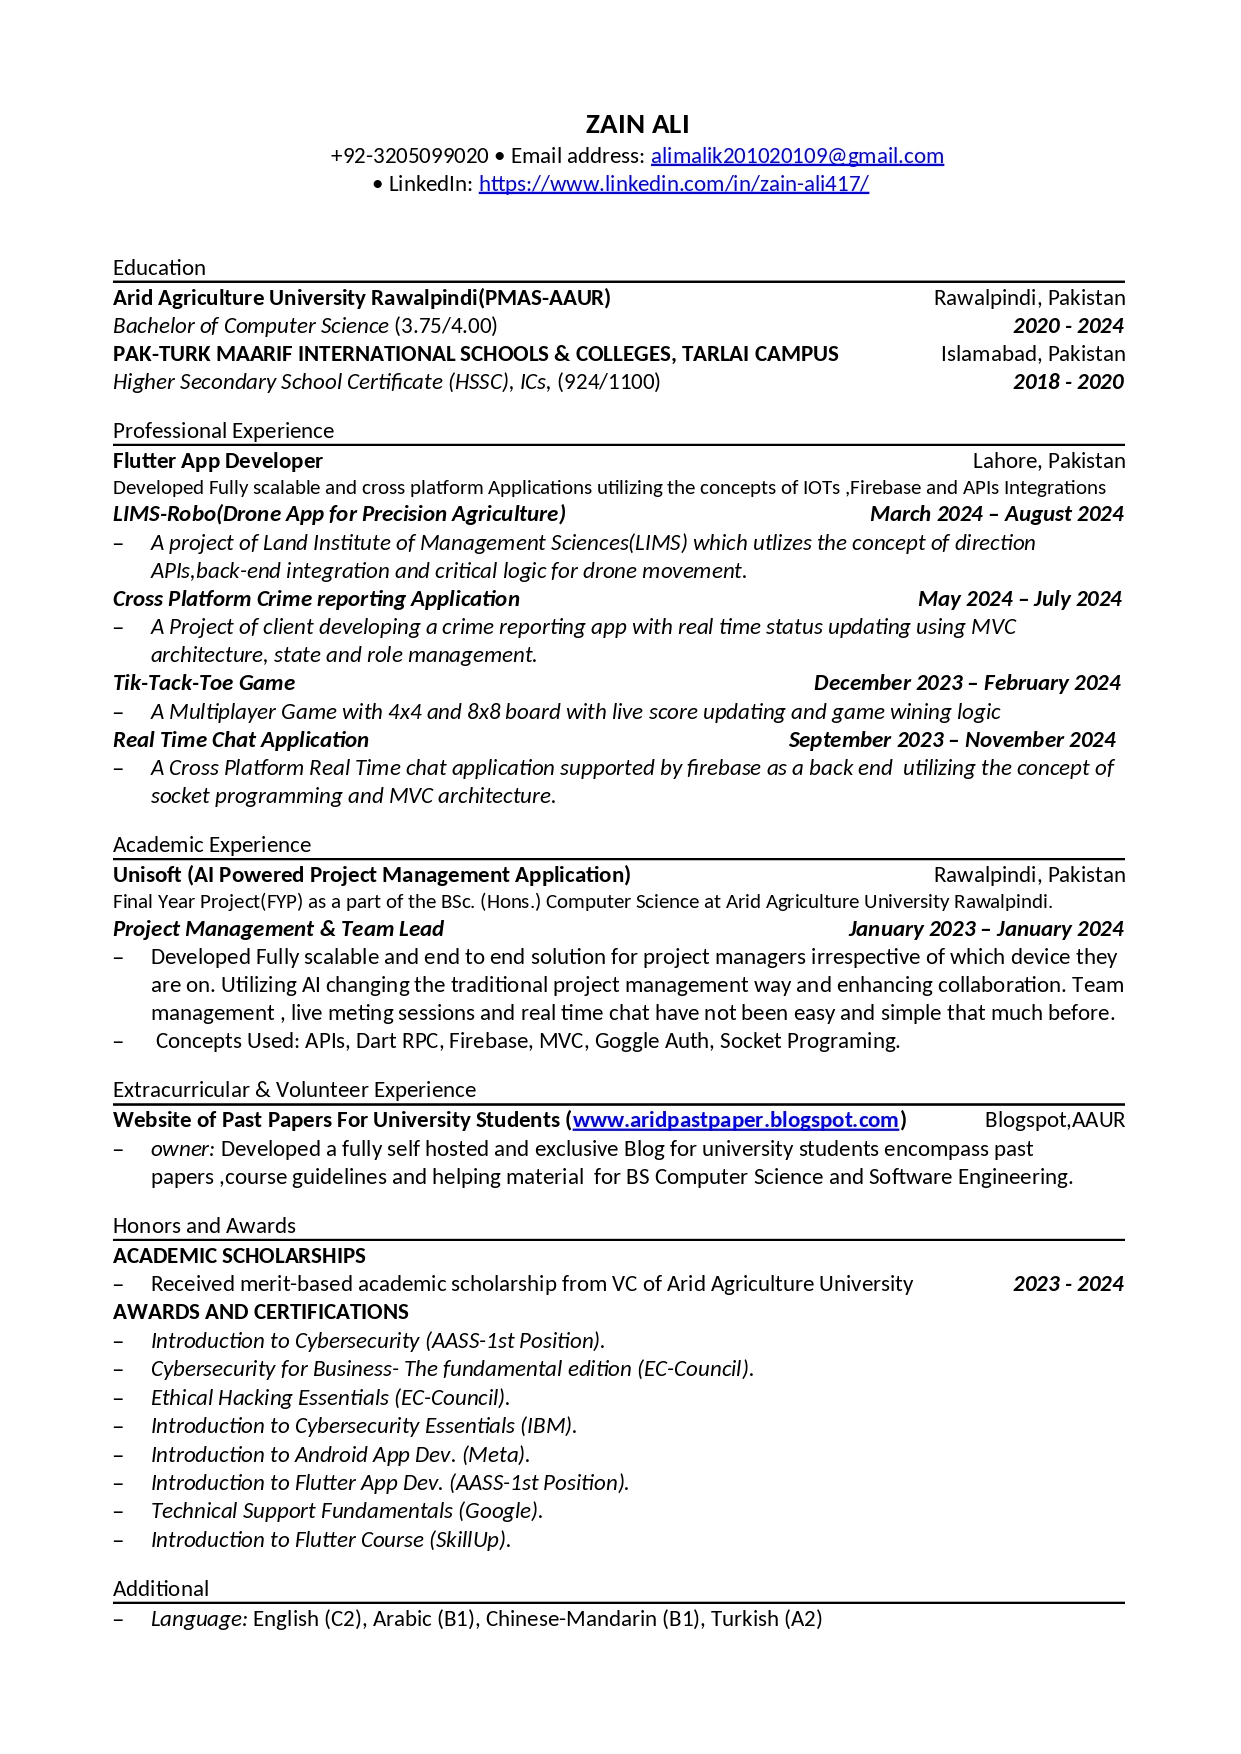 ZAIN ALI
+92-3205099020 • Email address: alimalik201020109@gmail.com
• LinkedIn: https://www.linkedin.com/in/zain-ali417/
Education
Arid Agriculture University Rawalpindi(PMAS-AAUR) Rawalpindi, Pakistan
Bachelor of Computer Science (3.75/4.00) 2020 - 2024
PAK-TURK MAARIF INTERNATIONAL SCHOOLS & COLLEGES, TARLAI CAMPUS Islamabad, Pakistan
Higher Secondary School Certificate (HSSC), ICs, (924/1100) 2018 - 2020
Professional Experience
Flutter App Developer Lahore, Pakistan
Developed Fully scalable and cross platform Applications utilizing the concepts of IOTs ,Firebase and APIs Integrations
LIMS-Robo(Drone App for Precision Agriculture) March 2024 – August 2024
– A project of Land Institute of Management Sciences(LIMS) which utlizes the concept of direction
APIs,back-end integration and critical logic for drone movement.
Cross Platform Crime reporting Application May 2024 – July 2024
– A Project of client developing a crime reporting app with real time status updating using MVC
architecture, state and role management.
Tik-Tack-Toe Game December 2023 – February 2024
– A Multiplayer Game with 4x4 and 8x8 board with live score updating and game wining logic
Real Time Chat Application September 2023 – November 2024
– A Cross Platform Real Time chat application supported by firebase as a back end utilizing the concept of
socket programming and MVC architecture.
Academic Experience
Unisoft (AI Powered Project Management Application) Rawalpindi, Pakistan
Final Year Project(FYP) as a part of the BSc. (Hons.) Computer Science at Arid Agriculture University Rawalpindi.
Project Management & Team Lead January 2023 – January 2024
– Developed Fully scalable and end to end solution for project managers irrespective of which device they
are on. Utilizing AI changing the traditional project management way and enhancing collaboration. Team
management , live meting sessions and real time chat have not been easy and simple that much before.
– Concepts Used: APIs, Dart RPC, Firebase, MVC, Goggle Auth, Socket Programing.
Extracurricular & Volunteer Experience
Website of Past Papers For University Students (www.aridpastpaper.blogspot.com) Blogspot,AAUR
– owner: Developed a fully self hosted and exclusive Blog for university students encompass past
papers ,course guidelines and helping material for BS Computer Science and Software Engineering.
Honors and Awards
ACADEMIC SCHOLARSHIPS
– Received merit-based academic scholarship from VC of Arid Agriculture University 2023 - 2024
AWARDS AND CERTIFICATIONS
– Introduction to Cybersecurity (AASS-1st Position).
– Cybersecurity for Business- The fundamental edition (EC-Council).
– Ethical Hacking Essentials (EC-Council).
– Introduction to Cybersecurity Essentials (IBM).
– Introduction to Android App Dev. (Meta).
– Introduction to Flutter App Dev. (AASS-1st Position).
– Technical Support Fundamentals (Google).
– Introduction to Flutter Course (SkillUp).
Additional
– Language: English (C2), Arabic (B1), Chinese-Mandarin (B1), Turkish (A2)